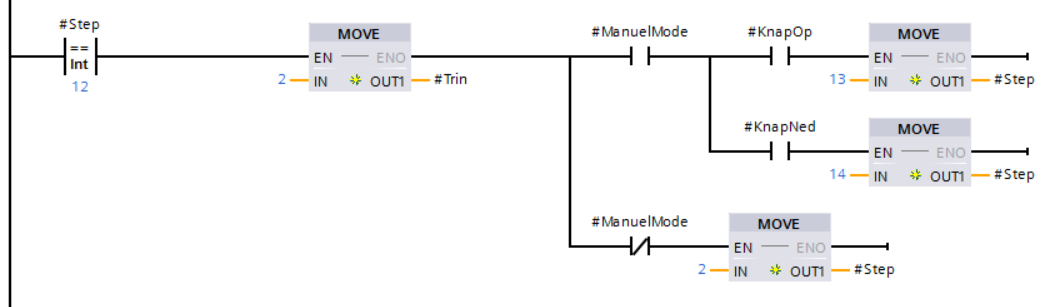 #Step
==
Int
12
MOVE
EN ENO
2 IN OUT1 #Trin
#ManuelMode
#KnapOp
MOVE
EN ENO
13 IN OUT1 #Step
#KnapNed
MOVE
EN ENO
14 IN OUT1 #Step
#ManuelMode
MOVE
EN ENO
2 IN OUT1 #Step